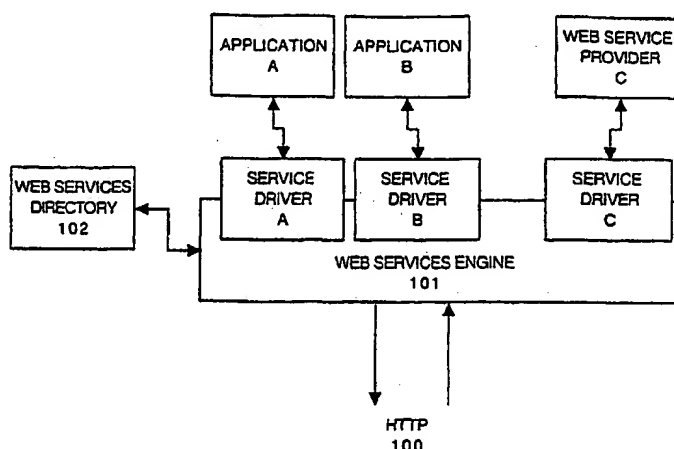 APPLICATION
A
APPLICATION
B
WEB SERVICE
PROVIDER
C
WEB SERVICES
DIRECTORY
102
SERVICE
DRIVER
A
SERVICE
DRIVER
B
SERVICE
DRIVER
C
WEB SERVICES ENGINE
101
HTTP
100